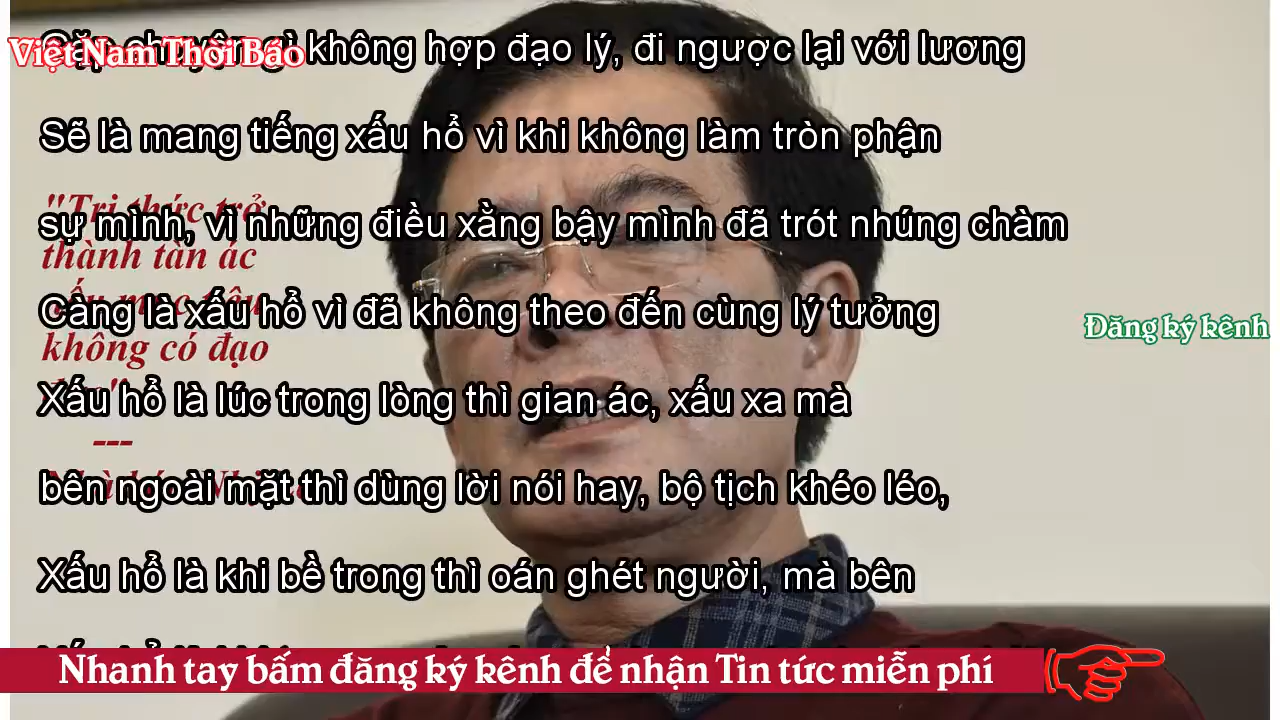 Việt Nam Thời Báo
không hợp đạo lý, đi ngược lại với lương
Sẽ là mang tiếng xấu hổ vì khi không làm tròn phận
sự mình, vì những điều xằng bậy mình đã trót nhúng chàm
Càng là xấu hổ vì đã không theo đến cùng lý tưởng
Xấu hổ là lúc trong lòng thì gian ác, xấu xa mà
bên ngoài mặt thì dùng lời nói hay, bộ tịch khéo léo,
Xấu hổ là khi bề trong thì oán ghét người, mà bên
"Tri thức trở
thành tàn ác
không có đạo
---
Đăng ký kênh
Nhanh tay bấm đăng ký kênh để nhận Tin tức miễn phí